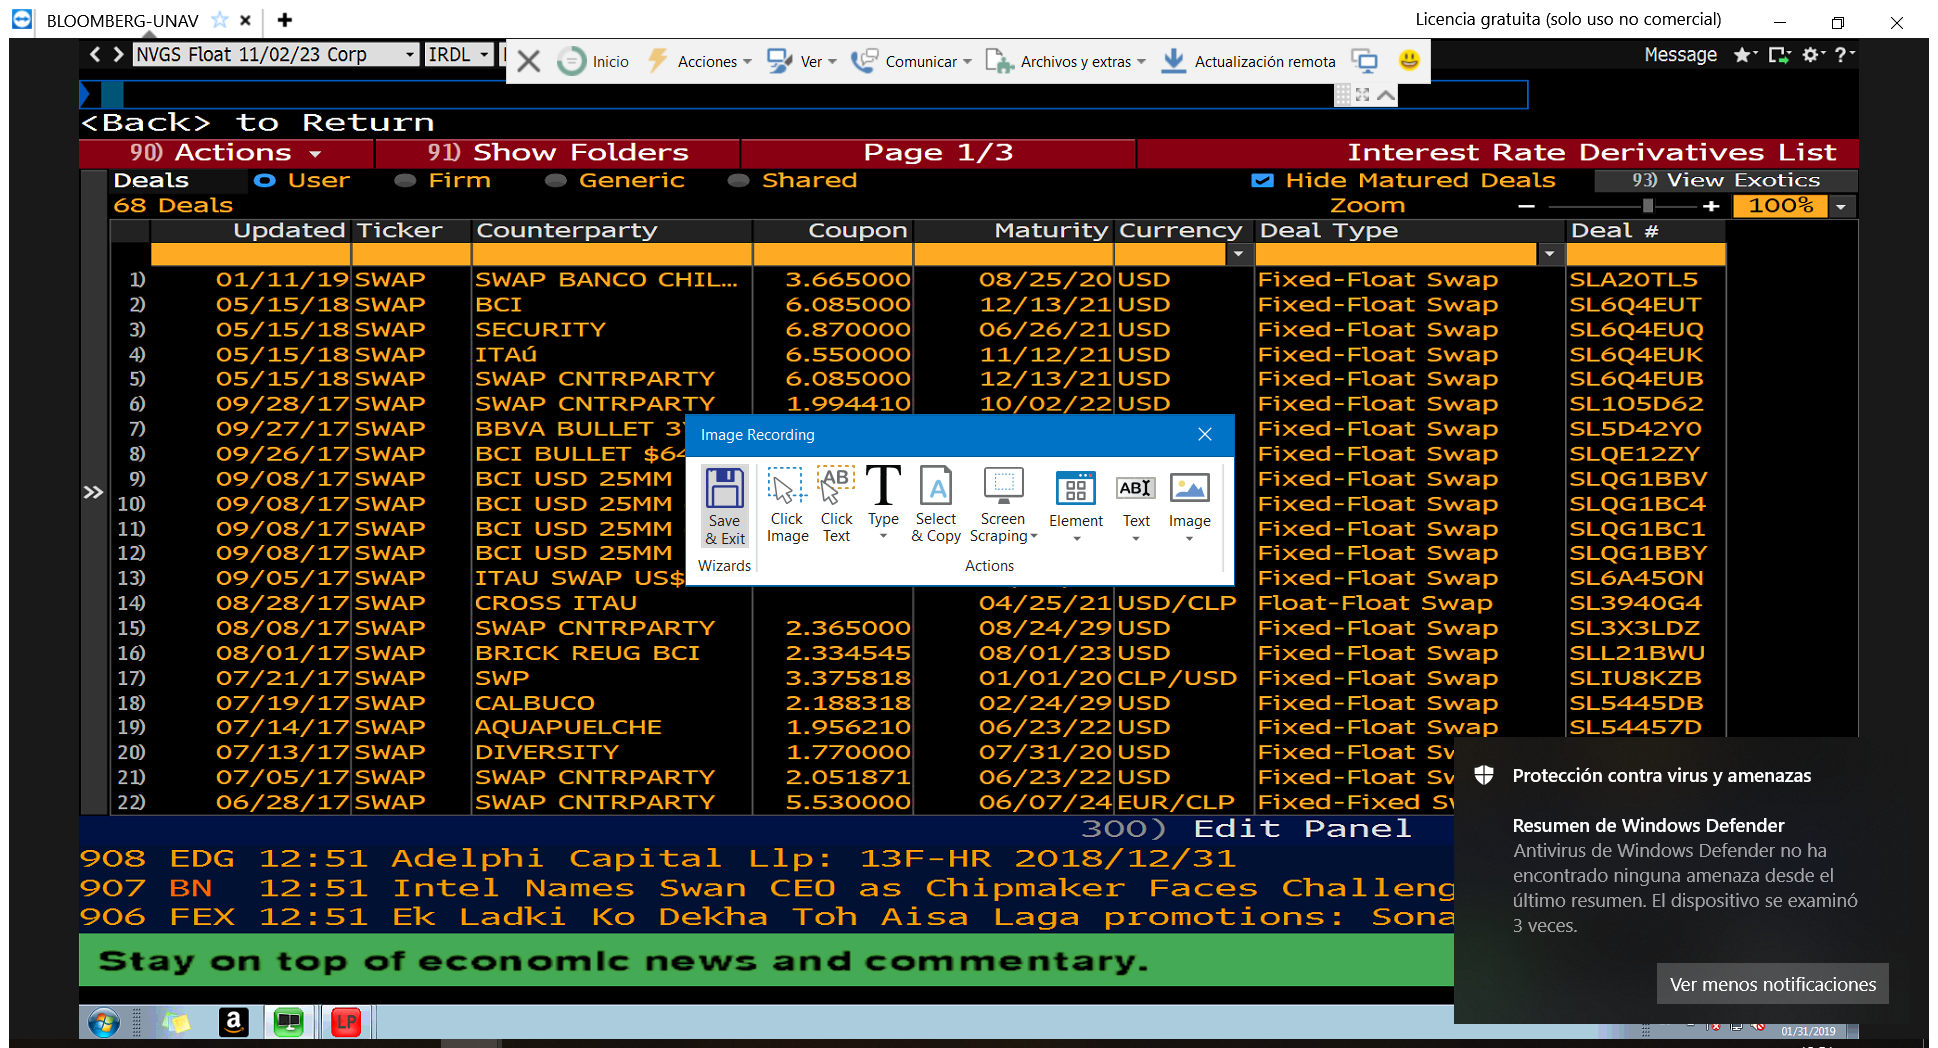 BLOOMBERG-UNAV
Licencia gratuita (solo uso no comercial)
NVGS Float 11/02/23 Corp
IRDL
Inicio
Acciones
Ver
Comunicar
Archivos y extras
Actualización remota
Message
<Back> to Return
90) Actions
91) Show Folders
Page 1/3
Interest Rate Derivatives List
Deals User Firm Generic Shared
Hide Matured Deals
93) View Exotics
68 Deals
Zoom
100%
Updated Ticker Counterparty Coupon Maturity Currency Deal Type Deal #
1) 01/11/19 SWAP SWAP BANCO CHIL... 3.665000 08/25/20 USD Fixed-Float Swap SLA20TL5
2) 05/15/18 SWAP BCI 6.085000 12/13/21 USD Fixed-Float Swap SL6Q4EUT
3) 05/15/18 SWAP SECURITY 6.870000 06/26/21 USD Fixed-Float Swap SL6Q4EUQ
4) 05/15/18 SWAP ITAú 6.550000 11/12/21 USD Fixed-Float Swap SL6Q4EUK
5) 05/15/18 SWAP SWAP CNTRPARTY 6.085000 12/13/21 USD Fixed-Float Swap SL6Q4EUB
6) 09/28/17 SWAP SWAP CNTRPARTY 1.994410 10/02/22 USD Fixed-Float Swap SL105D62
7) 09/27/17 SWAP BBVA BULLET Fixed-Float Swap SL5D42Y0
8) 09/26/17 SWAP BCI BULLET Fixed-Float Swap SLQE12ZY
9) 09/08/17 SWAP BCI USD 25MM Fixed-Float Swap SLQG1BBV
10) 09/08/17 SWAP BCI USD 25MM Fixed-Float Swap SLQG1BC4
11) 09/08/17 SWAP BCI USD 25MM Fixed-Float Swap SLQG1BC1
12) 09/08/17 SWAP BCI USD 25MM Fixed-Float Swap SLQG1BBY
13) 09/05/17 SWAP ITAU SWAP US$ Fixed-Float Swap SL6A45ON
14) 08/28/17 SWAP CROSS ITAU 04/25/21 USD/CLP Float-Float Swap SL3940G4
15) 08/08/17 SWAP SWAP CNTRPARTY 2.365000 08/24/29 USD Fixed-Float Swap SL3X3LDZ
16) 08/01/17 SWAP BRICK REUG BCI 2.334545 08/01/23 USD Fixed-Float Swap SLL21BWU
17) 07/21/17 SWAP SWP 3.375818 01/01/20 CLP/USD Fixed-Float Swap SLIU8KZB
18) 07/19/17 SWAP CALBUCO 2.188318 02/24/29 USD Fixed-Float Swap SL5445DB
19) 07/14/17 SWAP AQUAPUELCHE 1.956210 06/23/22 USD Fixed-Float Swap SL54457D
20) 07/13/17 SWAP DIVERSITY 1.770000 07/31/20 USD Fixed-Float
21) 07/05/17 SWAP SWAP CNTRPARTY 2.051871 06/23/22 USD Fixed-Float
22) 06/28/17 SWAP SWAP CNTRPARTY 5.530000 06/07/24 EUR/CLP Fixed-Fixed
Image Recording
Save & Exit
Click Image
Click Text
Type
Select & Copy
Screen Scraping
Element
Text
Image
Wizards
Actions
300) Edit Panel
908 EDG 12:51 Adelphi Capital Llp: 13F-HR 2018/12/31
907 BN 12:51 Intel Names Swan CEO as Chipmaker Faces Challeng
906 FEX 12:51 Ek Ladki Ko Dekha Toh Aisa Laga promotions: Sona
Stay on top of economic news and commentary.
Protección contra virus y amenazas
Resumen de Windows Defender
Antivirus de Windows Defender no ha
encontrado ninguna amenaza desde el
último resumen. El dispositivo se examinó
3 veces.
Ver menos notificaciones
LP
01/31/2019